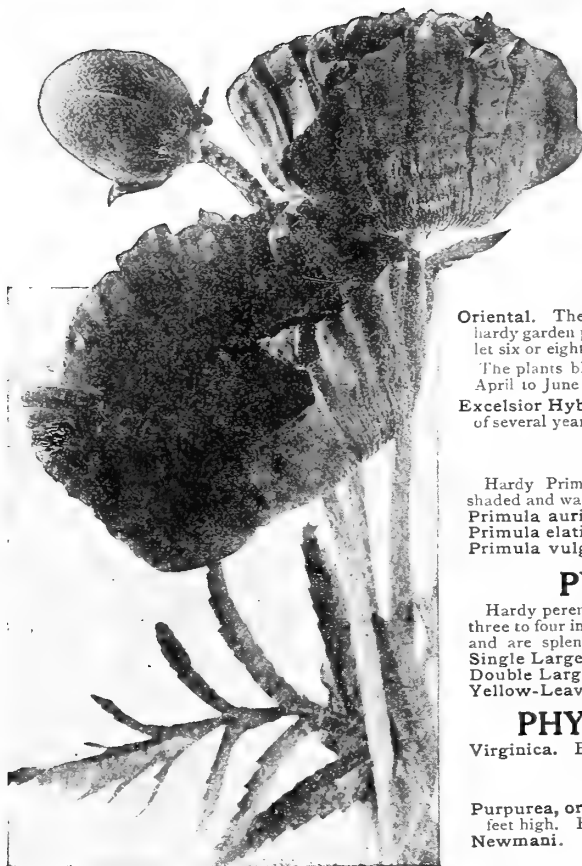 Oriental. The
hardy garden
let six or eight
The plants
April to June
Excelsior Hyb
of several year
Hardy Prim
shaded and wa
Primula auri
Primula elati
Primula vulg
P
Hardy peren
three to four in
and are splen
Single Large
Double Larg
Yellow-Leav
PHY
Virginica.
Purpurea, or
feet high.
Newmani.